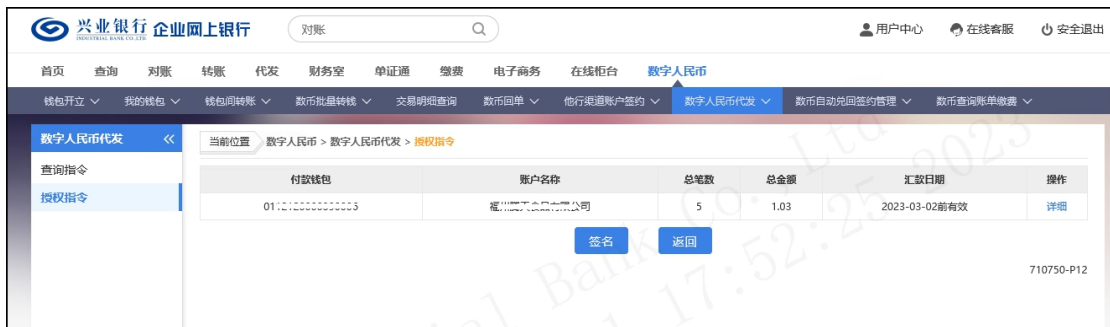 兴业银行 企业网上银行 对账 用户中心 在线客服 安全退出
INDUSTRIAL BANK CO.,LTD.
首页 查询 对账 转账 代发 财务室 单证通 缴费 电子商务 在线柜台 数字人民币
钱包开立 我的钱包 钱包间转账 数币批量转钱 交易明细查询 数币回单 他行渠道账户签约 数字人民币代发 数币自动兑回签约管理 数币查询账单缴费
数字人民币代发 《 当前位置 数字人民币 > 数字人民币代发 > 授权指令
查询指令
授权指令
付款钱包 账户名称 总笔数 总金额 汇款日期 操作
5 1.03 2023-03-02前有效 详细
签名 返回
710750-P12
Bank Co., Ltd
17:52:25 2023